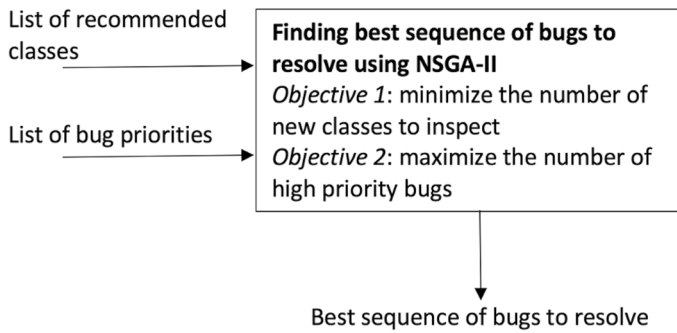 List of recommended
classes
List of bug priorities
Finding best sequence of bugs to
resolve using NSGA-II
Objective 1: minimize the number of
new classes to inspect
Objective 2: maximize the number of
high priority bugs
Best sequence of bugs to resolve